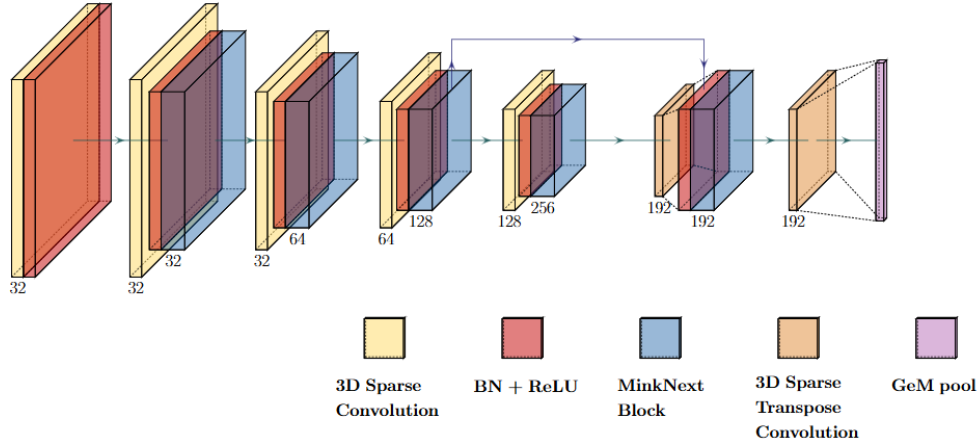 32
32
32
32
64
64
128
128
256
192
192
192
3D Sparse
Convolution
BN + ReLU
MinkNext
Block
3D Sparse
Transpose
Convolution
GeM pool